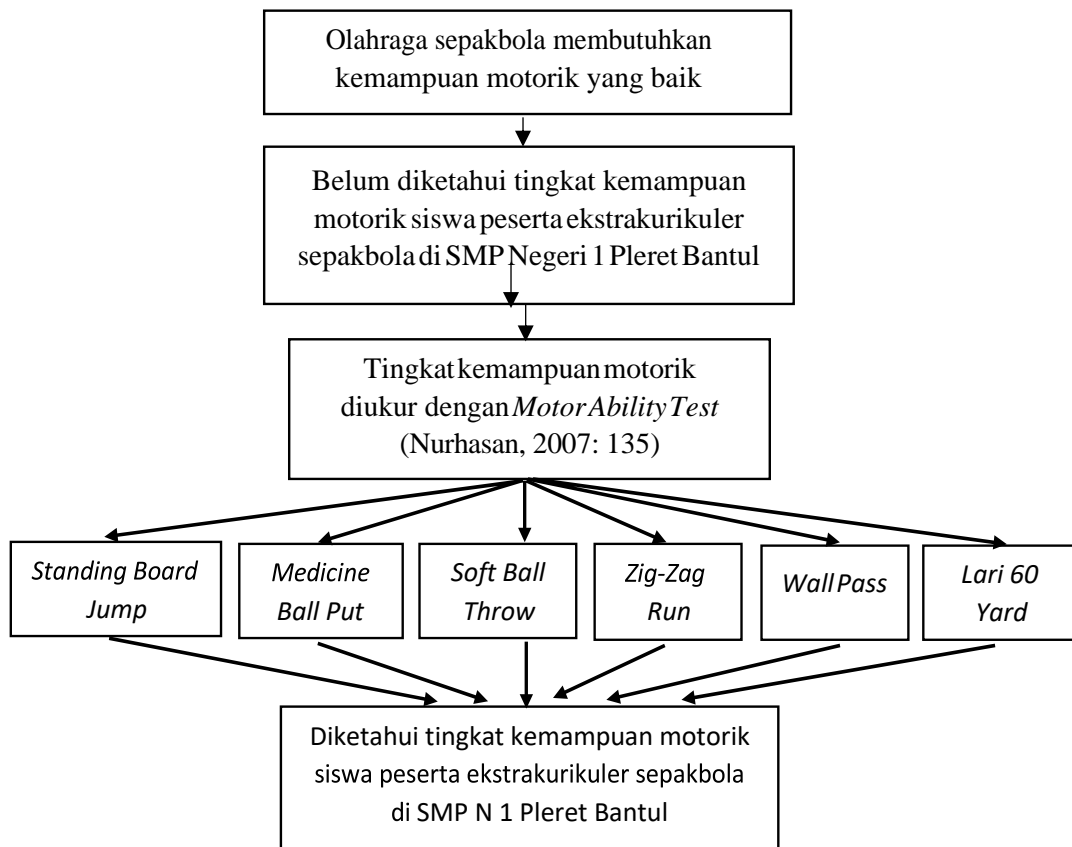 Olahraga sepakbola membutuhkan
kemampuan motorik yang baik
Belum diketahui tingkat kemampuan
motorik siswa peserta ekstrakurikuler
sepakbola di SMP Negeri 1 Pleret Bantul
Tingkat kemampuan motorik
diukur dengan Motor Ability Test
(Nurhasan, 2007: 135)
Standing Board
Jump
Medicine
Ball Put
Soft Ball
Throw
Zig-Zag
Run
Wall Pass
Lari 60
Yard
Diketahui tingkat kemampuan motorik
siswa peserta ekstrakurikuler sepakbola
di SMP N 1 Pleret Bantul